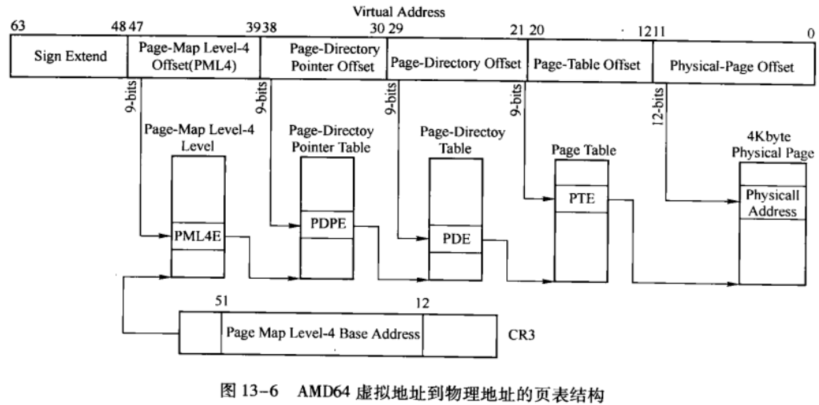 Virtual Address
63 48 47 39 38 30 29 21 20 12 11 0
Sign Extend
Page-Map Level-4
Offset(PML4)
Page-Directory
Pointer Offset
Page-Directory Offset
Page-Table Offset
Physical-Page Offset
9-bits
9-bits
9-bits
9-bits
12-bits
Page-Map Level-4
Level
Page-Directoy
Pointer Table
Page-Directoy
Table
Page Table
4Kbyte
Physical Page
PML4E
PDPE
PDE
PTE
Physicall
Address
51 12
Page Map Level-4 Base Address
CR3
图 13-6 AMD64 虚拟地址到物理地址的页表结构